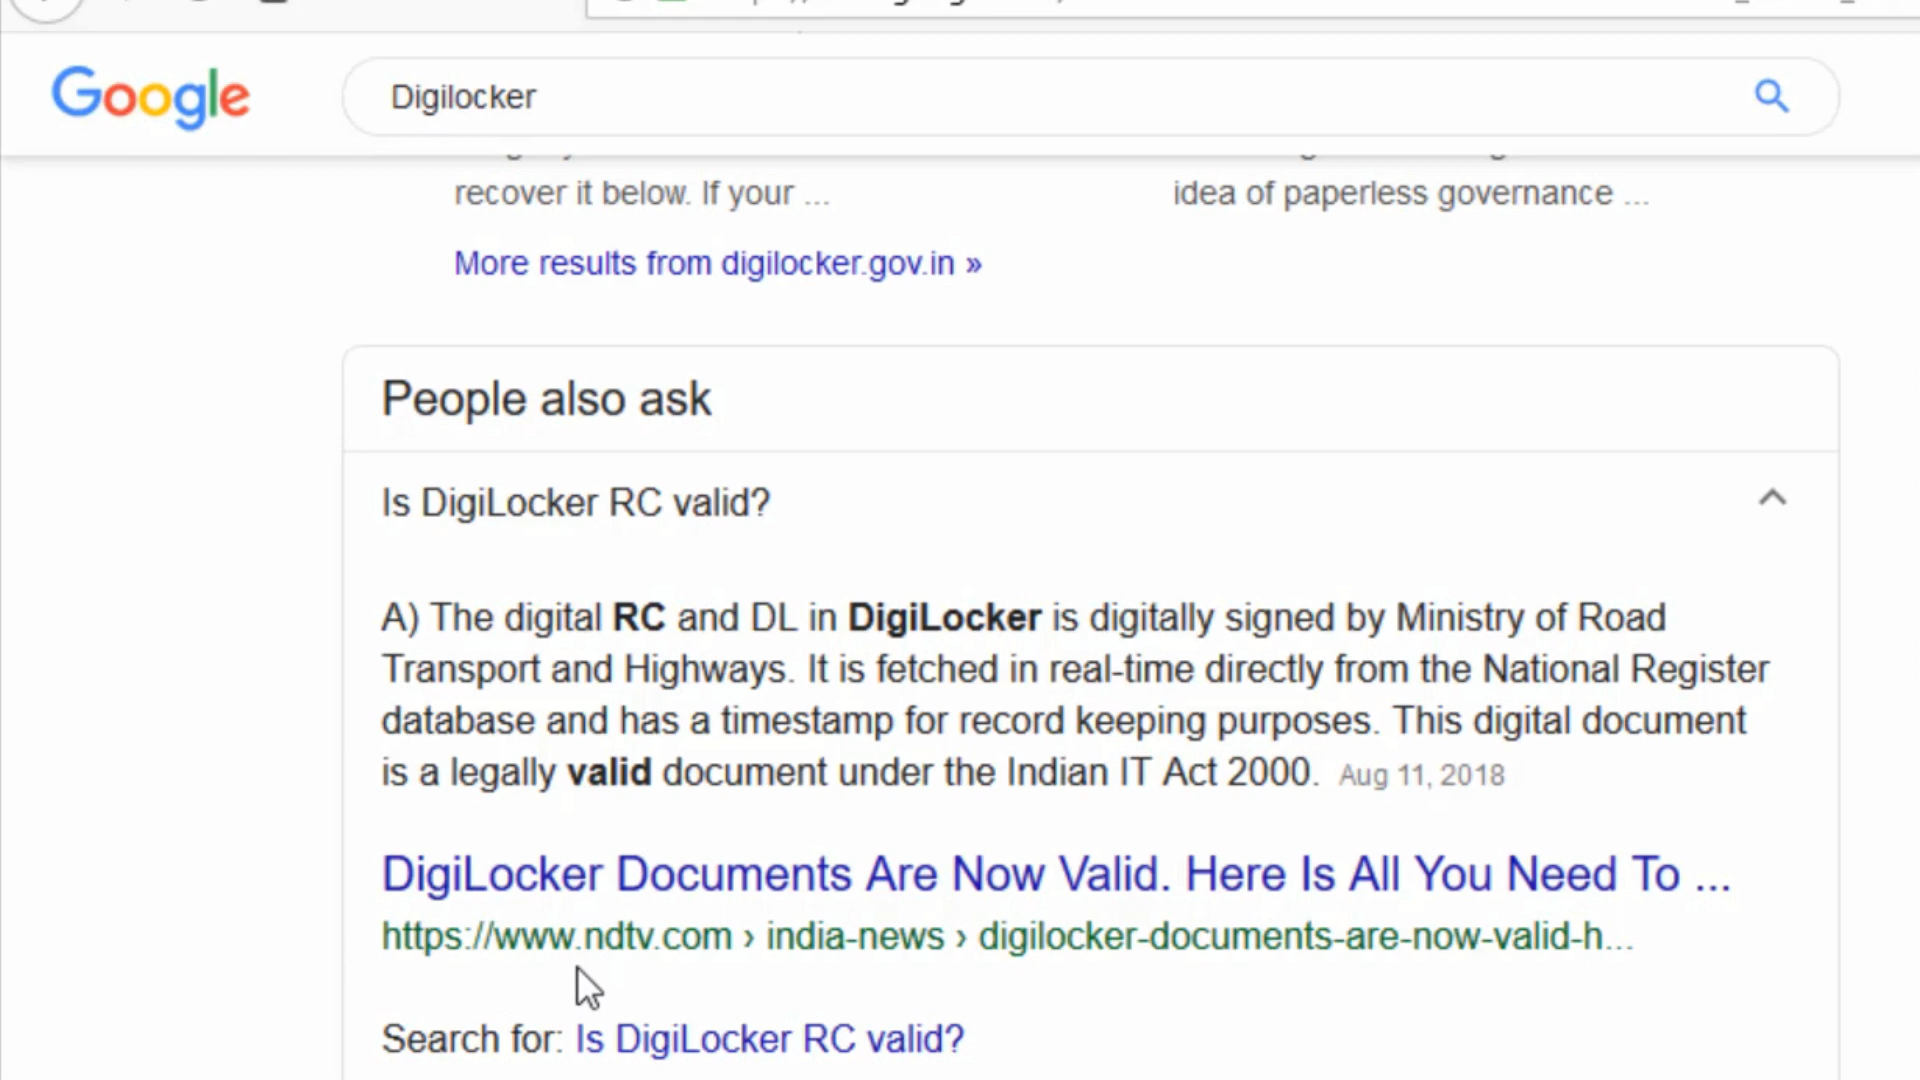 Google
Digilocker
recover it below. If your ...
idea of paperless governance ...
More results from digilocker.gov.in »
People also ask
Is DigiLocker RC valid?
A) The digital RC and DL in DigiLocker is digitally signed by Ministry of Road
Transport and Highways. It is fetched in real-time directly from the National Register
database and has a timestamp for record keeping purposes. This digital document
is a legally valid document under the Indian IT Act 2000. Aug 11, 2018
DigiLocker Documents Are Now Valid. Here Is All You Need To ...
https://www.ndtv.com › india-news › digilocker-documents-are-now-valid-h...
Search for: Is DigiLocker RC valid?